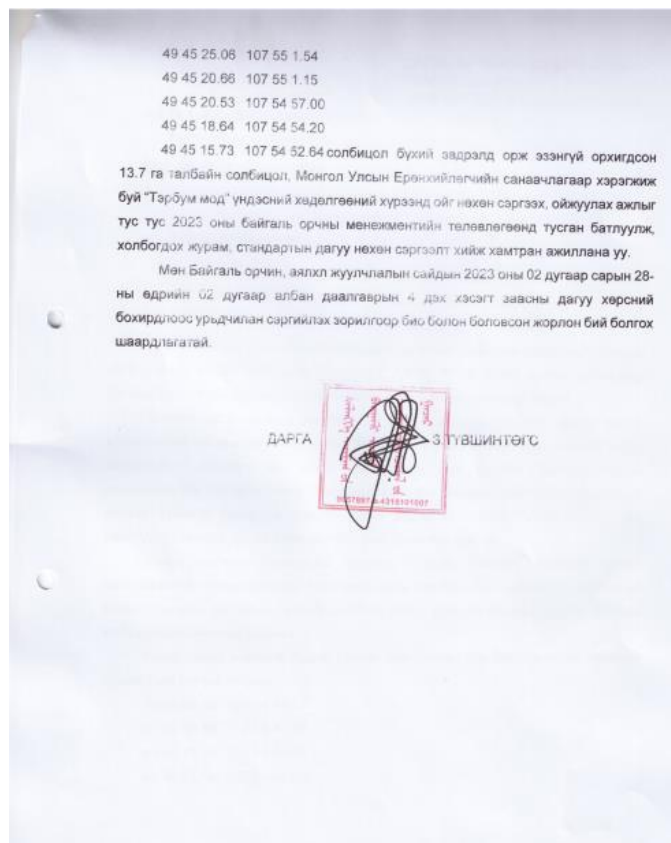 49 45 25.06 107 55 1.54
49 45 20.66 107 55 1.15
49 45 20.53 107 54 57.00
49 45 18.64 107 54 54.20
49 45 15.73 107 54 52.64 солбицол бүхий эвдрэлд орж эзэнгүй орхигдсон
13.7 га талбайн солбицол, Монгол Улсын Ерөнхийлөгчийн санаачлагаар хэрэгжиж
буй "Тэрбум мод" үндэсний хөдөлгөөний хүрээнд ойг нөхөн сэргээх, ойжуулах ажлыг
тус тус 2023 оны байгаль орчны менежментийн төлөвлөгөөнд тусган батлуулж,
холбогдох журам, стандартын дагуу нөхөн сэргээлт хийж хамтран ажиллана уу.
Мөн Байгаль орчин, аялхл жуулчлалын сайдын 2023 оны 02 дугаар сарын 28-
ны өдрийн 02 дугаар албан даалгаврын 4 дэх хэсэгт заасны дагуу хөрсний
бохирдлоос урьдчилан сэргийлэх зорилгоор био болон боловсон жорлон бий болгох
шаардлагатай.
ДАРГА З.ТҮВШИНТӨГС